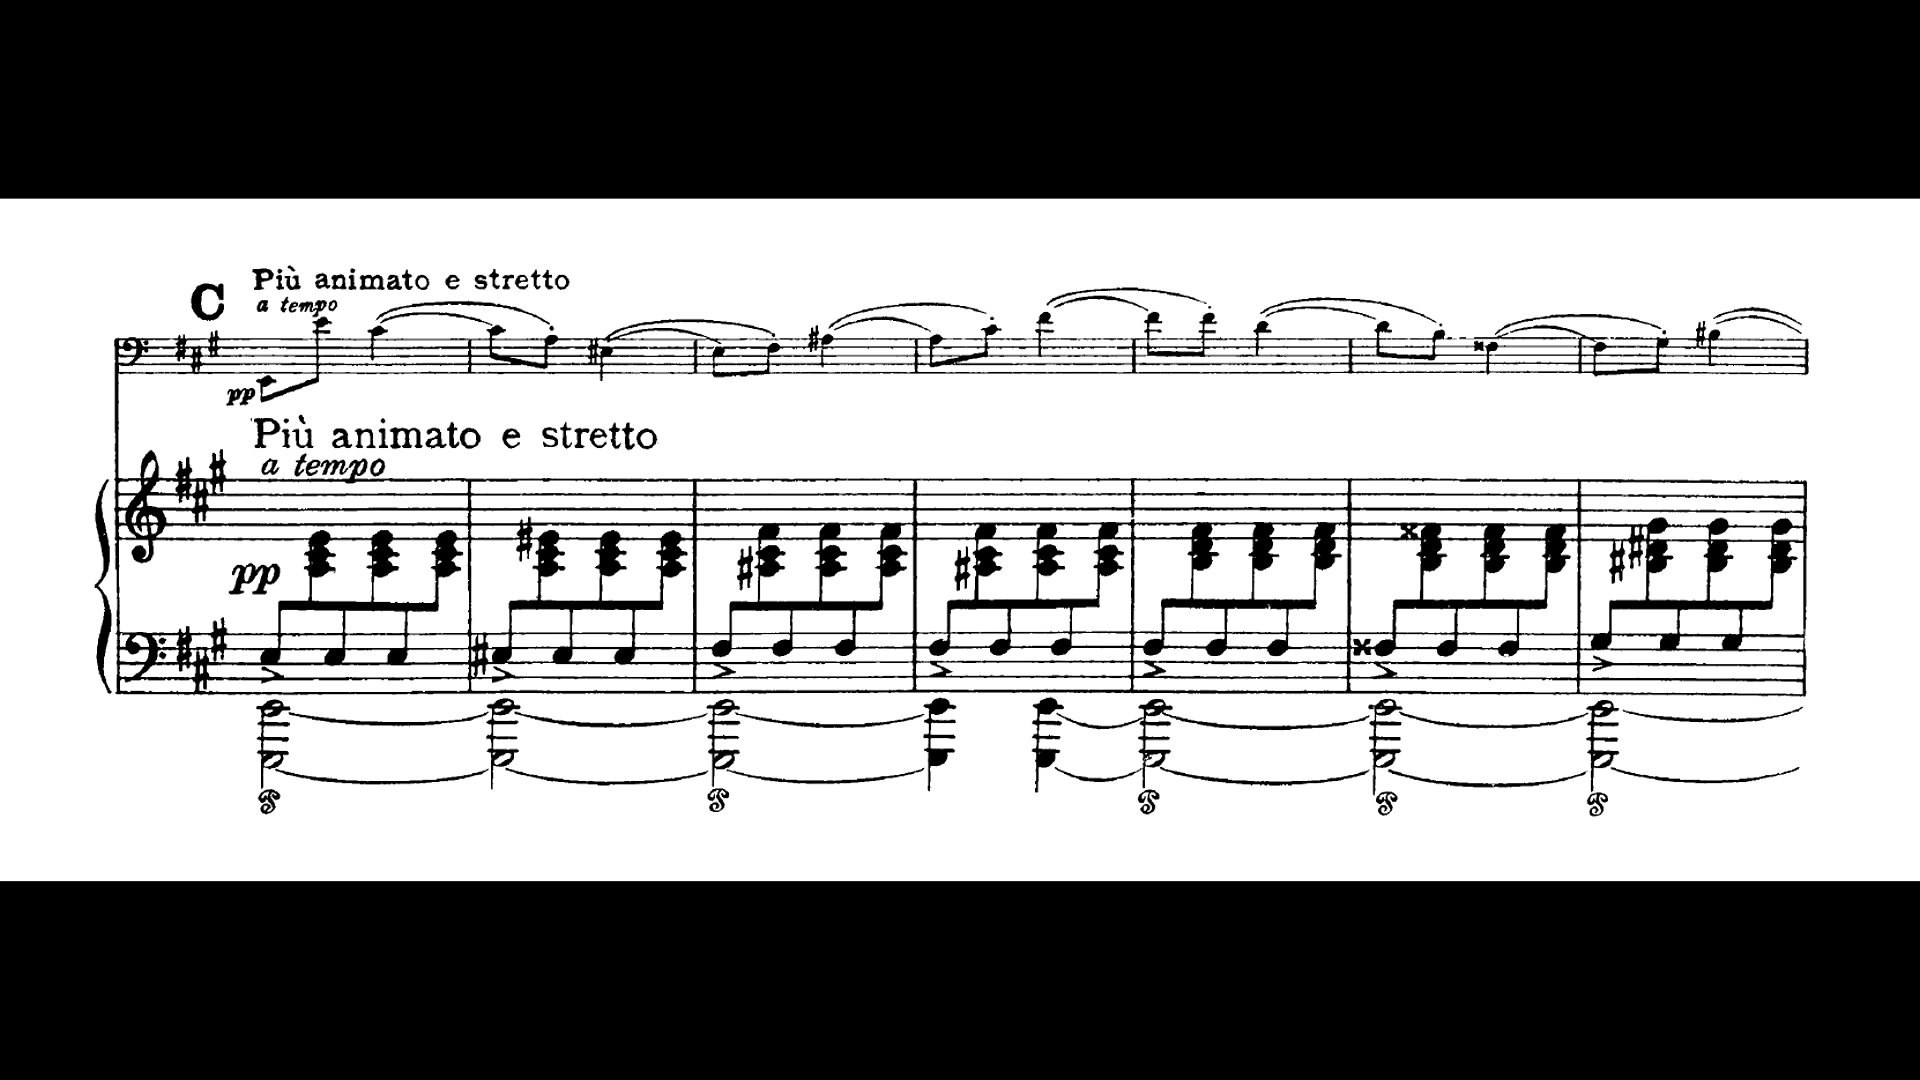 C
Più animato e stretto
a tempo
pp
Più animato e stretto
a tempo
pp